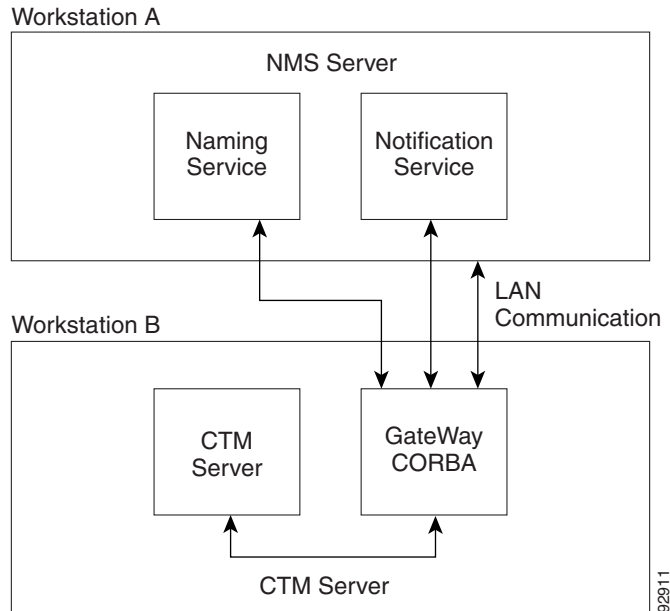 Workstation A
NMS Server
Naming
Service
Notification
Service
LAN
Communication
Workstation B
CTM
Server
GateWay
CORBA
CTM Server
92911